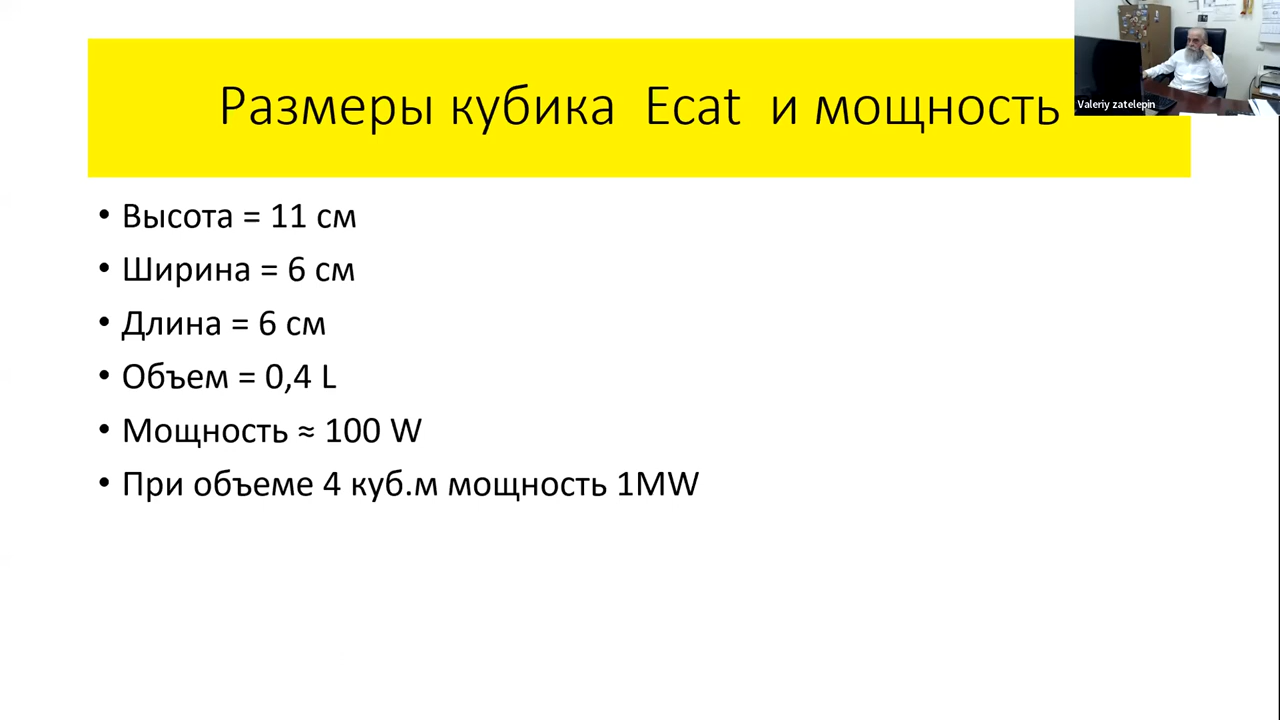 Размеры кубика Ecat и мощность
Valeriy zatelepin
• Высота = 11 см
• Ширина = 6 см
• Длина = 6 см
• Объем = 0,4 L
• Мощность ≈ 100 W
• При объеме 4 куб.м мощность 1MW